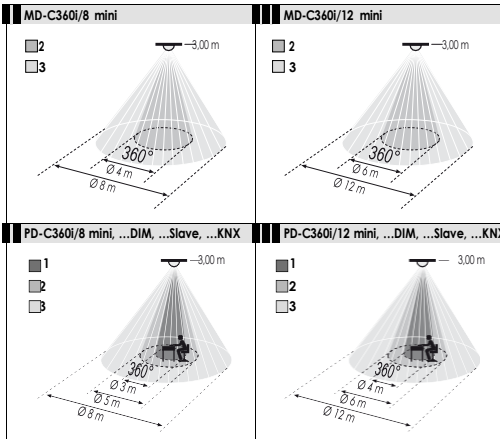 MD-C360i/8 mini
2
3
3,00 m
360°
Ø 4 m
Ø 8 m
MD-C360i/12 mini
2
3
3,00 m
360°
Ø 6 m
Ø 12 m
PD-C360i/8 mini, ...DIM, ...Slave, ...KNX
1
2
3
3,00 m
360°
Ø 3 m
Ø 5 m
Ø 8 m
PD-C360i/12 mini, ...DIM, ...Slave, ...KNX
1
2
3
3,00 m
360°
Ø 4 m
Ø 6 m
Ø 12 m